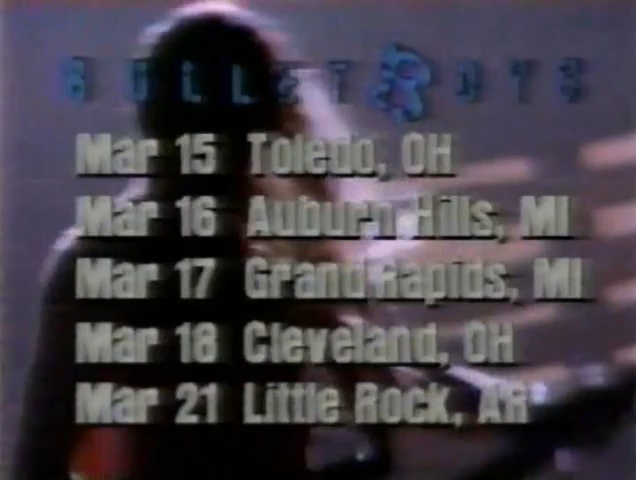 BULLETBOYS
Mar 15 Toledo, OH
Mar 16 Auburn Hills, MI
Mar 17 Grand Rapids, MI
Mar 18 Cleveland, OH
Mar 21 Little Rock, AR